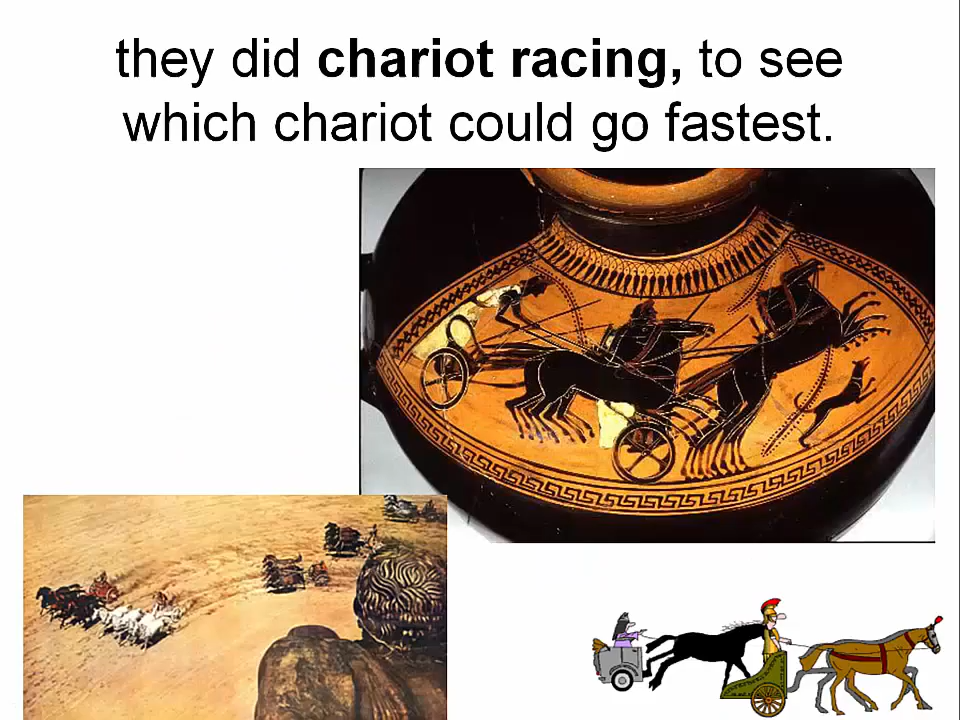 they did chariot racing, to see
which chariot could go fastest.